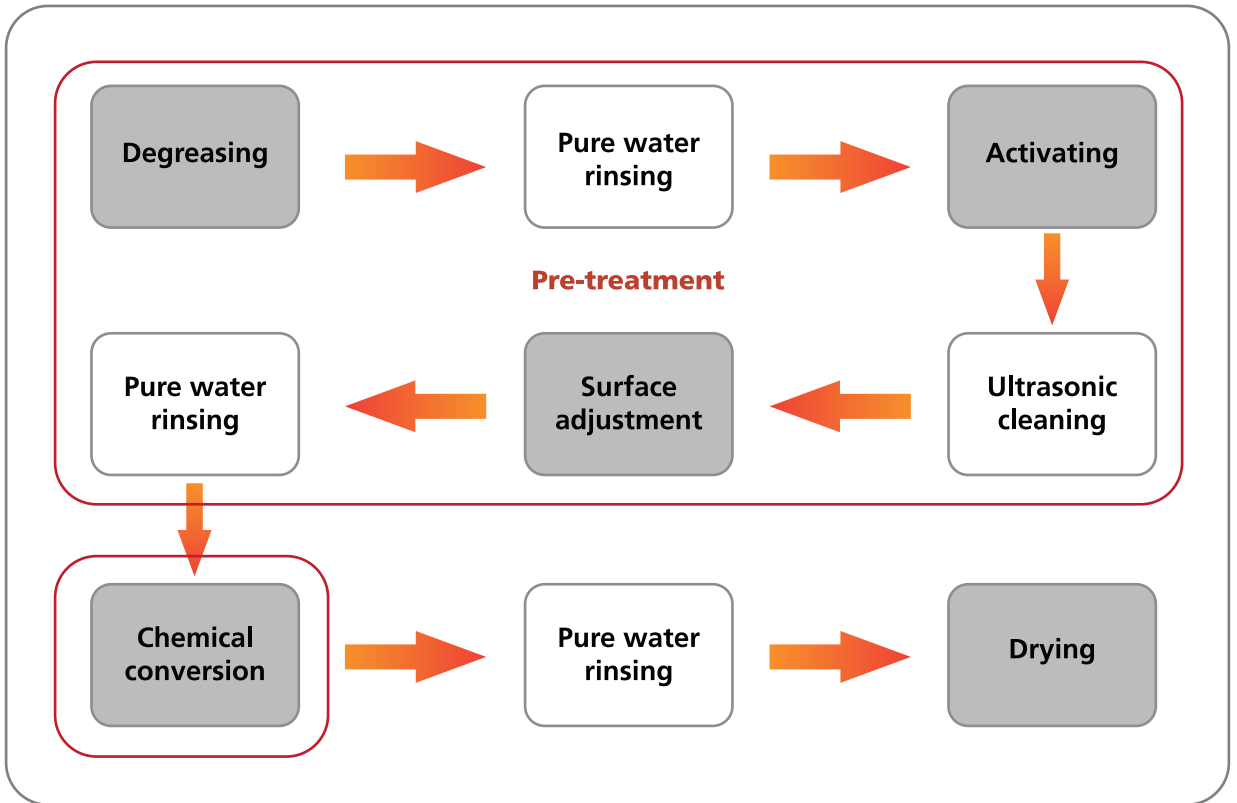 Degreasing
Pure water
rinsing
Activating
Pre-treatment
Pure water
rinsing
Surface
adjustment
Ultrasonic
cleaning
Chemical
conversion
Pure water
rinsing
Drying